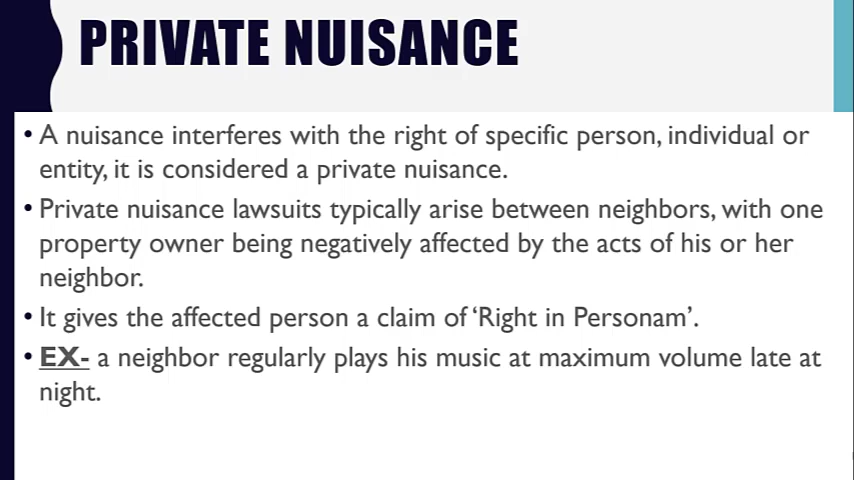 PRIVATE NUISANCE
• A nuisance interferes with the right of specific person, individual or
entity, it is considered a private nuisance.
• Private nuisance lawsuits typically arise between neighbors, with one
property owner being negatively affected by the acts of his or her
neighbor.
• It gives the affected person a claim of ‘Right in Personam’.
• EX- a neighbor regularly plays his music at maximum volume late at
night.